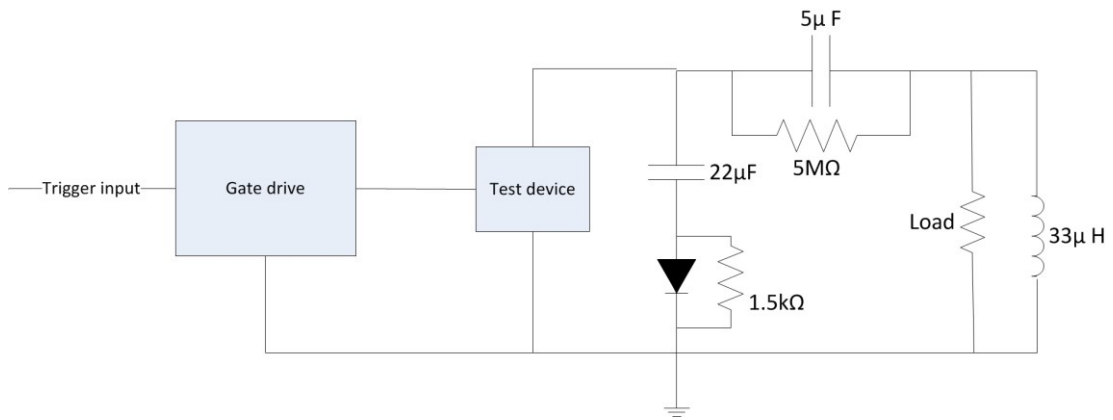 5μ F
5MΩ
Trigger input
Gate drive
Test device
22μF
Load
33μ H
1.5kΩ